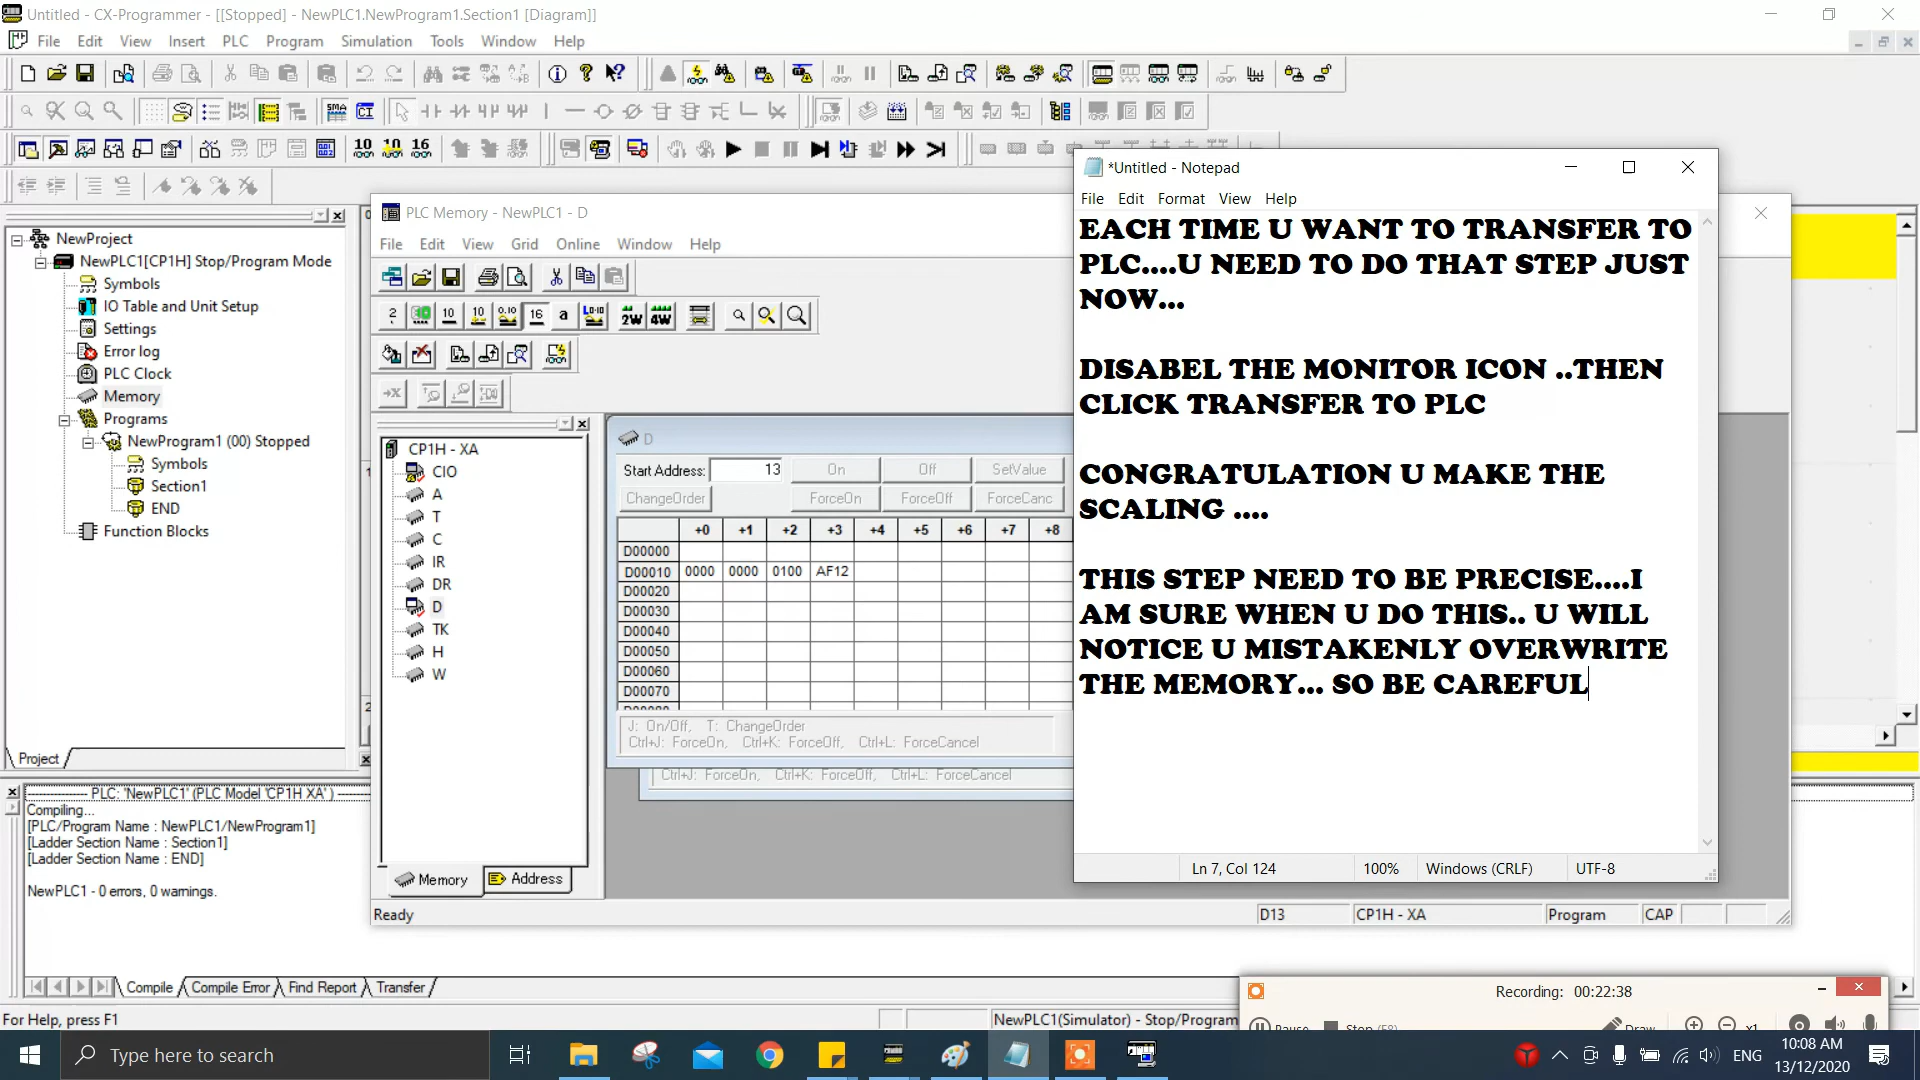 Untitled - CX-Programmer - [[Stopped] - NewPLC1.NewProgram1.Section1 [Diagram]]
File Edit View Insert PLC Program Simulation Tools Window Help
NewProject
NewPLC1[CP1H] Stop/Program Mode
Symbols
IO Table and Unit Setup
Settings
Error log
PLC Clock
Memory
Programs
NewProgram1 (00) Stopped
Symbols
Section1
END
Function Blocks
Project
PLC Memory - NewPLC1 - D
File Edit View Grid Online Window Help
CP1H - XA
CIO
A
T
C
IR
DR
D
TK
H
W
Memory Address
D
Start Address: 13 On Off SetValue
ChangeOrder ForceOn ForceOff ForceCanc
+0 +1 +2 +3 +4 +5 +6 +7 +8
D00000
D00010 0000 0000 0100 AF12
D00020
D00030
D00040
D00050
D00060
D00070
J: On/Off, T: ChangeOrder
Ctrl+J: ForceOn, Ctrl+K: ForceOff, Ctrl+L: ForceCancel
Ctrl+J: ForceOn, Ctrl+K: ForceOff, Ctrl+L: ForceCancel
Ready D13 CP1H - XA Program CAP
*Untitled - Notepad
File Edit Format View Help
EACH TIME U WANT TO TRANSFER TO
PLC....U NEED TO DO THAT STEP JUST
NOW...
DISABEL THE MONITOR ICON ..THEN
CLICK TRANSFER TO PLC
CONGRATULATION U MAKE THE
SCALING ....
THIS STEP NEED TO BE PRECISE....I
AM SURE WHEN U DO THIS.. U WILL
NOTICE U MISTAKENLY OVERWRITE
THE MEMORY... SO BE CAREFUL
Ln 7, Col 124 100% Windows (CRLF) UTF-8
PLC: 'NewPLC1' (PLC Model 'CP1H XA')
Compiling...
[PLC/Program Name : NewPLC1/NewProgram1]
[Ladder Section Name : Section1]
[Ladder Section Name : END]
NewPLC1 - 0 errors, 0 warnings.
Compile Compile Error Find Report Transfer
For Help, press F1
NewPLC1(Simulator) - Stop/Program
Recording: 00:22:38
Pause Stop (F8) Draw x1
Type here to search
ENG
10:08 AM
13/12/2020